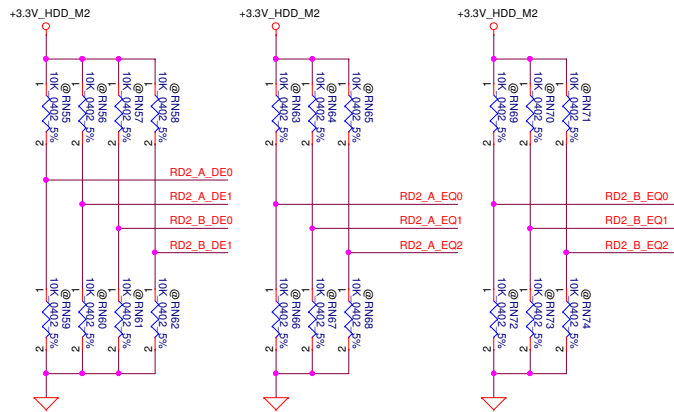 +3.3V_HDD_M2 +3.3V_HDD_M2 +3.3V_HDD_M2
1 1 1 1 1 1 1 1 1 1
@RN55 10K_0402_5%
@RN56 10K_0402_5%
@RN57 10K_0402_5%
@RN58 10K_0402_5%
@RN63 10K_0402_5%
@RN64 10K_0402_5%
@RN65 10K_0402_5%
@RN69 10K_0402_5%
@RN70 10K_0402_5%
@RN71 10K_0402_5%
2 2 2 2 2 2 2 2 2 2
RD2_A_DE0
RD2_A_DE1
RD2_B_DE0
RD2_B_DE1
RD2_A_EQ0
RD2_A_EQ1
RD2_A_EQ2
RD2_B_EQ0
RD2_B_EQ1
RD2_B_EQ2
1 1 1 1 1 1 1 1 1 1
@RN59 10K_0402_5%
@RN60 10K_0402_5%
@RN61 10K_0402_5%
@RN62 10K_0402_5%
@RN66 10K_0402_5%
@RN67 10K_0402_5%
@RN68 10K_0402_5%
@RN72 10K_0402_5%
@RN73 10K_0402_5%
@RN74 10K_0402_5%
2 2 2 2 2 2 2 2 2 2